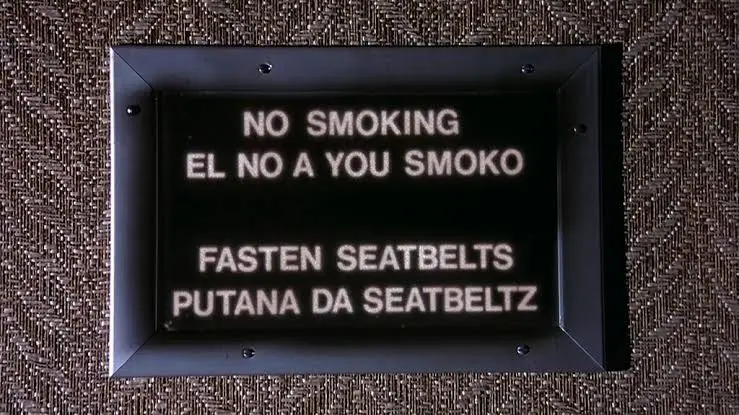 NO SMOKING
EL NO A YOU SMOKO
FASTEN SEATBELTS
PUTANA DA SEATBELTZ